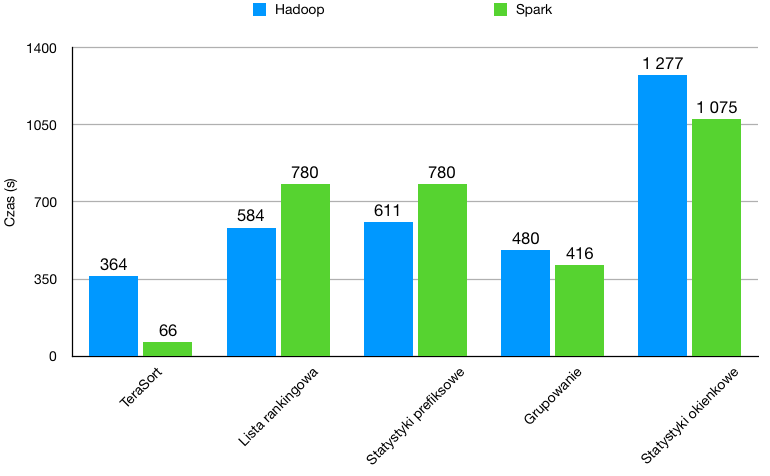 Hadoop
Spark
1400
1050
700
350
0
Czas (s)
364
66
584
780
611
780
480
416
1 277
1 075
TeraSort
Lista rankingowa
Statystyki prefiksowe
Grupowanie
Statystyki okienkowe